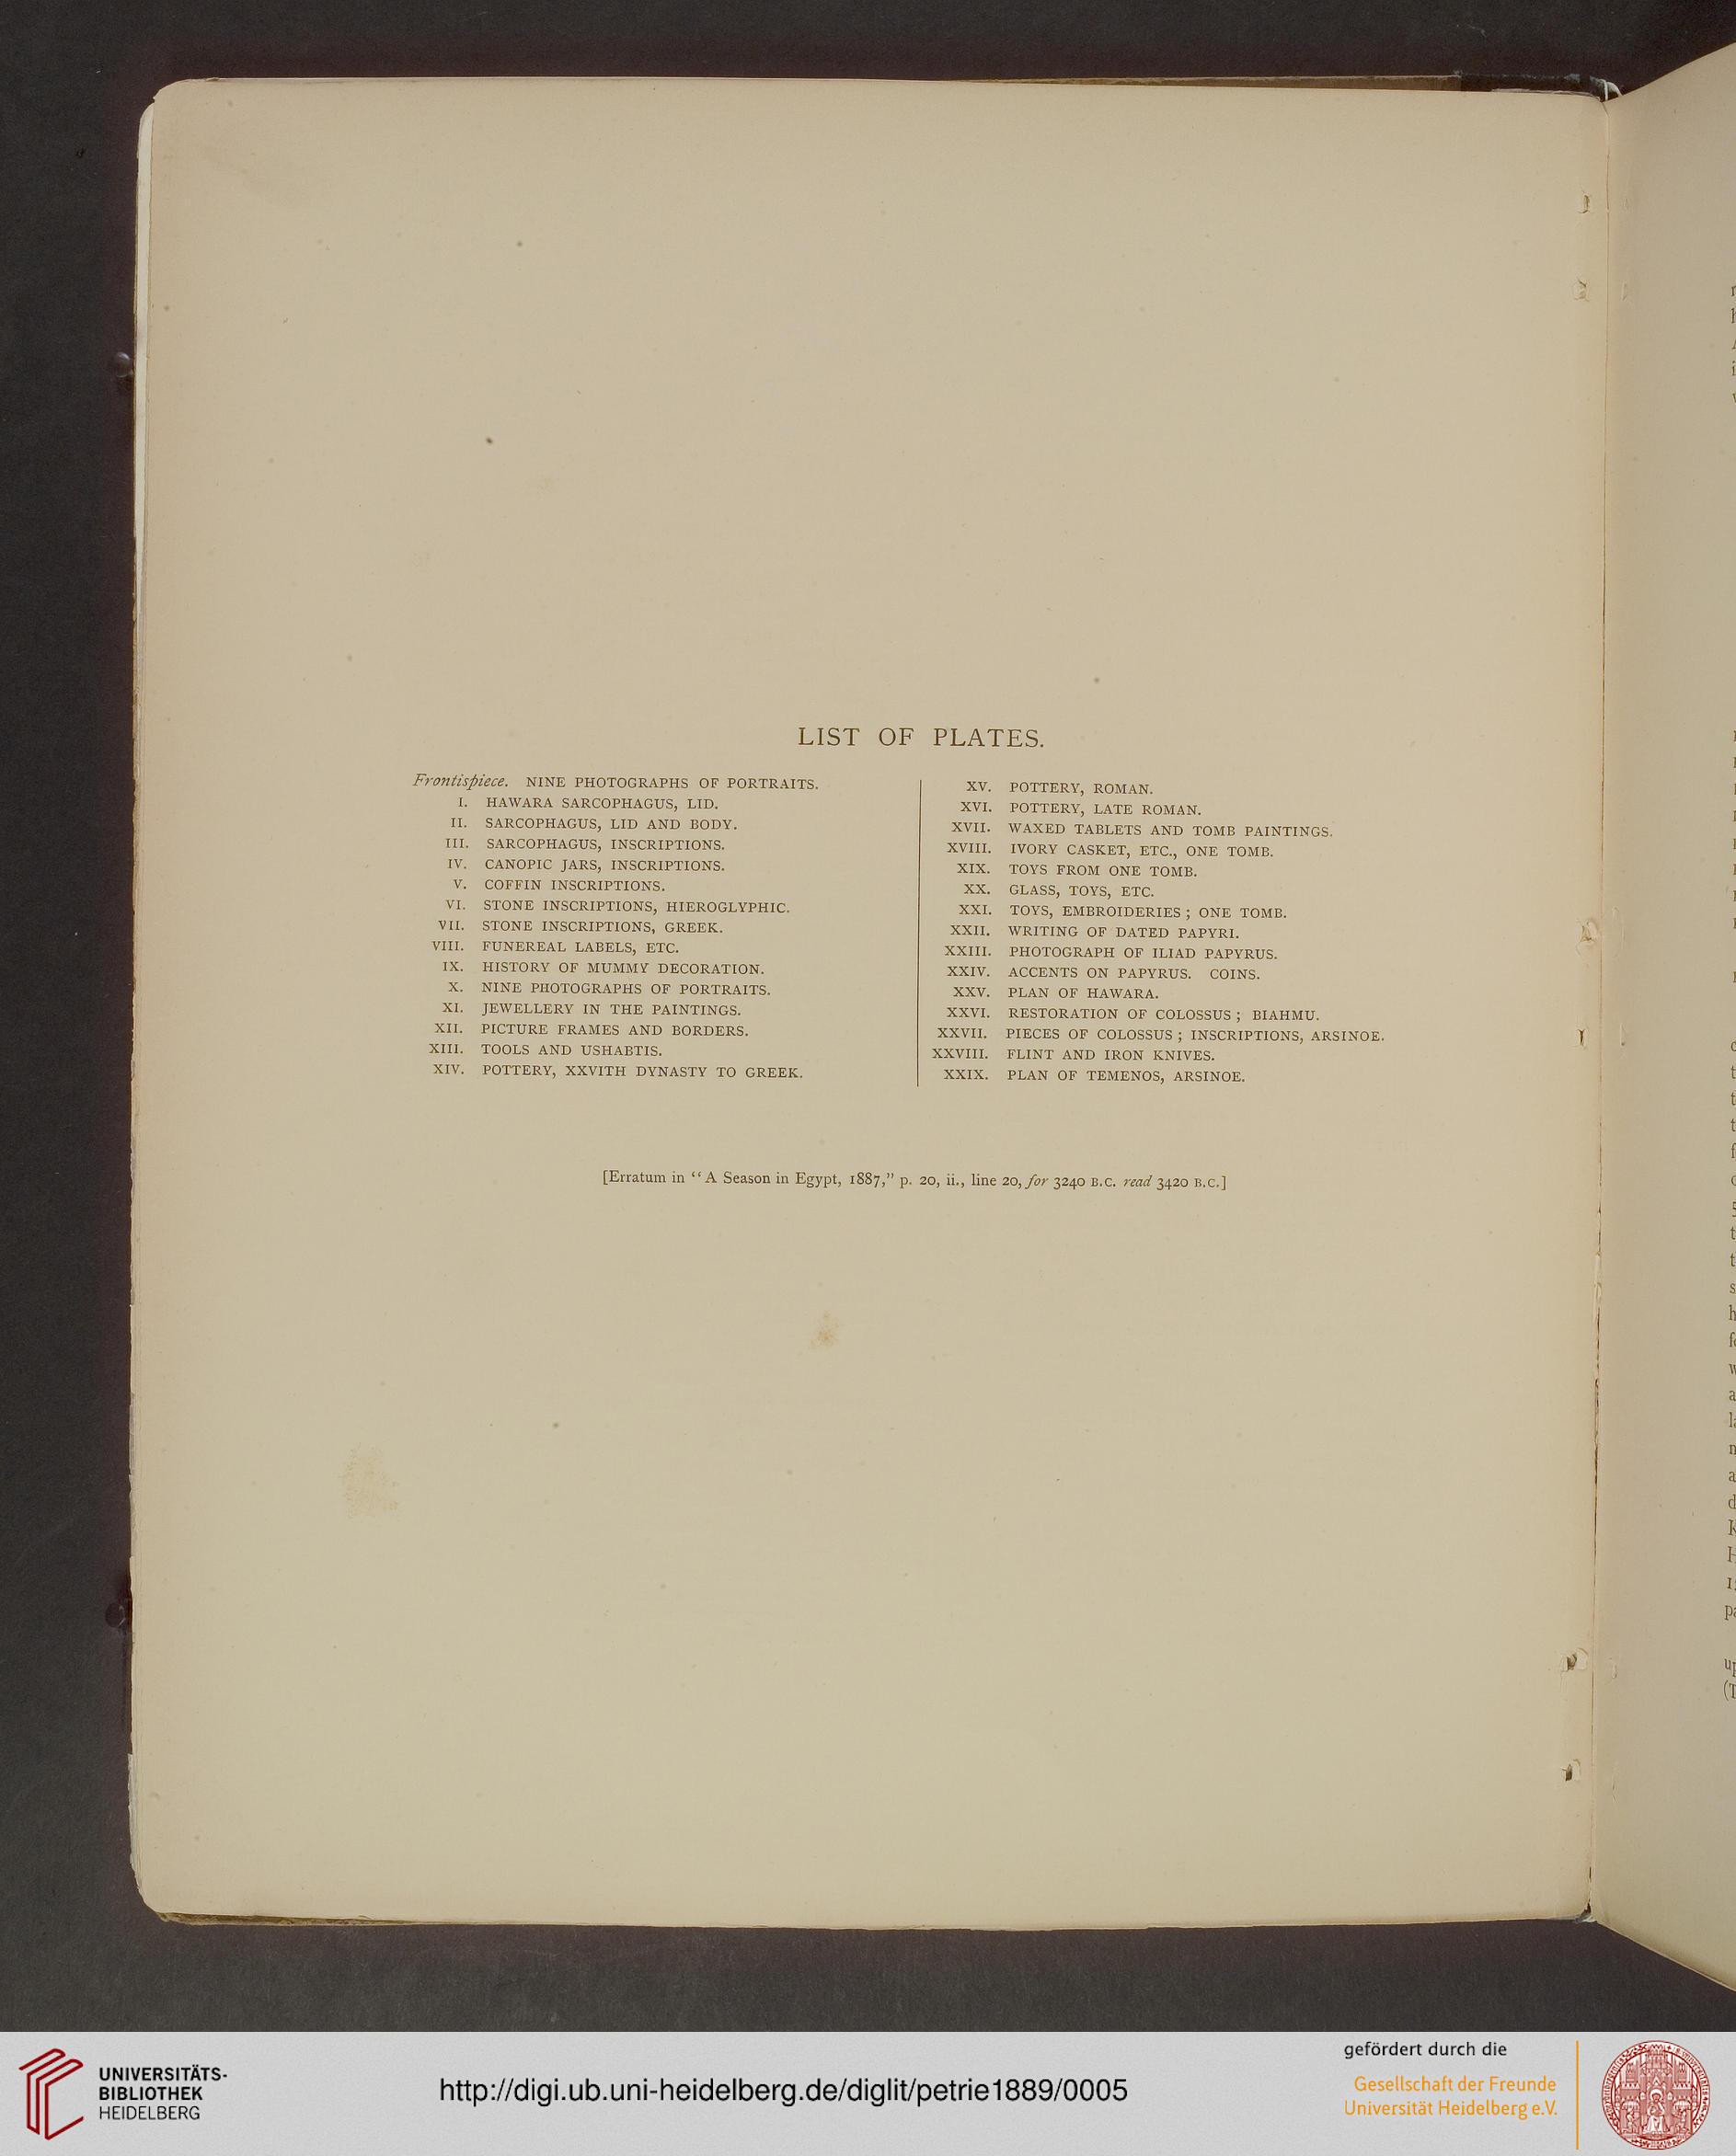 LIST OF PLATES.
Frontispiece. NINE PHOTOGRAPHS OF PORTRAITS.
I. HAWARA SARCOPHAGUS, LID.
II. SARCOPHAGUS, LID AND BODY.
III. SARCOPHAGUS, INSCRIPTIONS.
IV. CANOPIC JARS, INSCRIPTIONS.
V. COFFIN INSCRIPTIONS.
VI. STONE INSCRIPTIONS, HIEROGLYPHIC.
VII. STONE INSCRIPTIONS, GREEK.
VIII. FUNEREAL LABELS, ETC.
IX. HISTORY OF MUMMY DECORATION.
X. NINE PHOTOGRAPHS OF PORTRAITS.
XI. JEWELLERY IN THE PAINTINGS.
XII. PICTURE FRAMES AND BORDERS.
XIII. TOOLS AND USHABTIS.
XIV. POTTERY, XXVITH DYNASTY TO GREEK.
XV. POTTERY, ROMAN.
XVI. POTTERY, LATE ROMAN.
XVII. WAXED TABLETS AND TOMB PAINTINGS.
XVIII. IVORY CASKET, ETC., ONE TOMB.
XIX. TOYS FROM ONE TOMB.
XX. GLASS, TOYS, ETC.
XXI. TOYS, EMBROIDERIES ; ONE TOMB.
XXII. WRITING OF DATED PAPYRI.
XXIII. PHOTOGRAPH OF ILIAD PAPYRUS.
XXIV. ACCENTS ON PAPYRUS. COINS.
XXV. PLAN OF HAWARA.
XXVI. RESTORATION OF COLOSSUS ; BIAHMU.
XXVII. PIECES OF COLOSSUS ; INSCRIPTIONS, ARSINOE.
XXVIII. FLINT AND IRON KNIVES.
XXIX. PLAN OF TEMENOS, ARSINOE.
[Erratum in “A Season in Egypt, 1887,” p. 20, ii., line 20, for 3240 B.C. read 3420 B.C.]
UNIVERSITÄTS-
BIBLIOTHEK
HEIDELBERG
http://digi.ub.uni-heidelberg.de/diglit/petrie1889/0005
gefördert durch die
Gesellschaft der Freunde
Universität Heidelberg e.V.